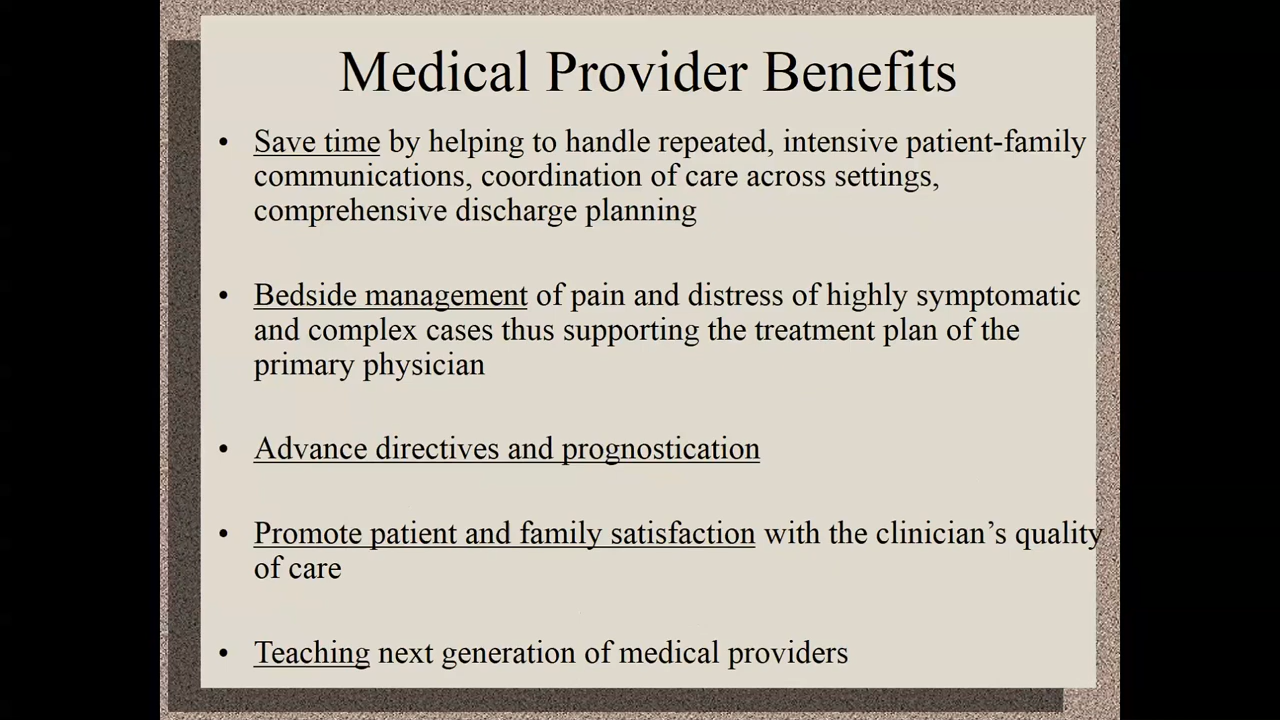 Medical Provider Benefits
• Save time by helping to handle repeated, intensive patient-family
communications, coordination of care across settings,
comprehensive discharge planning
• Bedside management of pain and distress of highly symptomatic
and complex cases thus supporting the treatment plan of the
primary physician
• Advance directives and prognostication
• Promote patient and family satisfaction with the clinician’s quality
of care
• Teaching next generation of medical providers